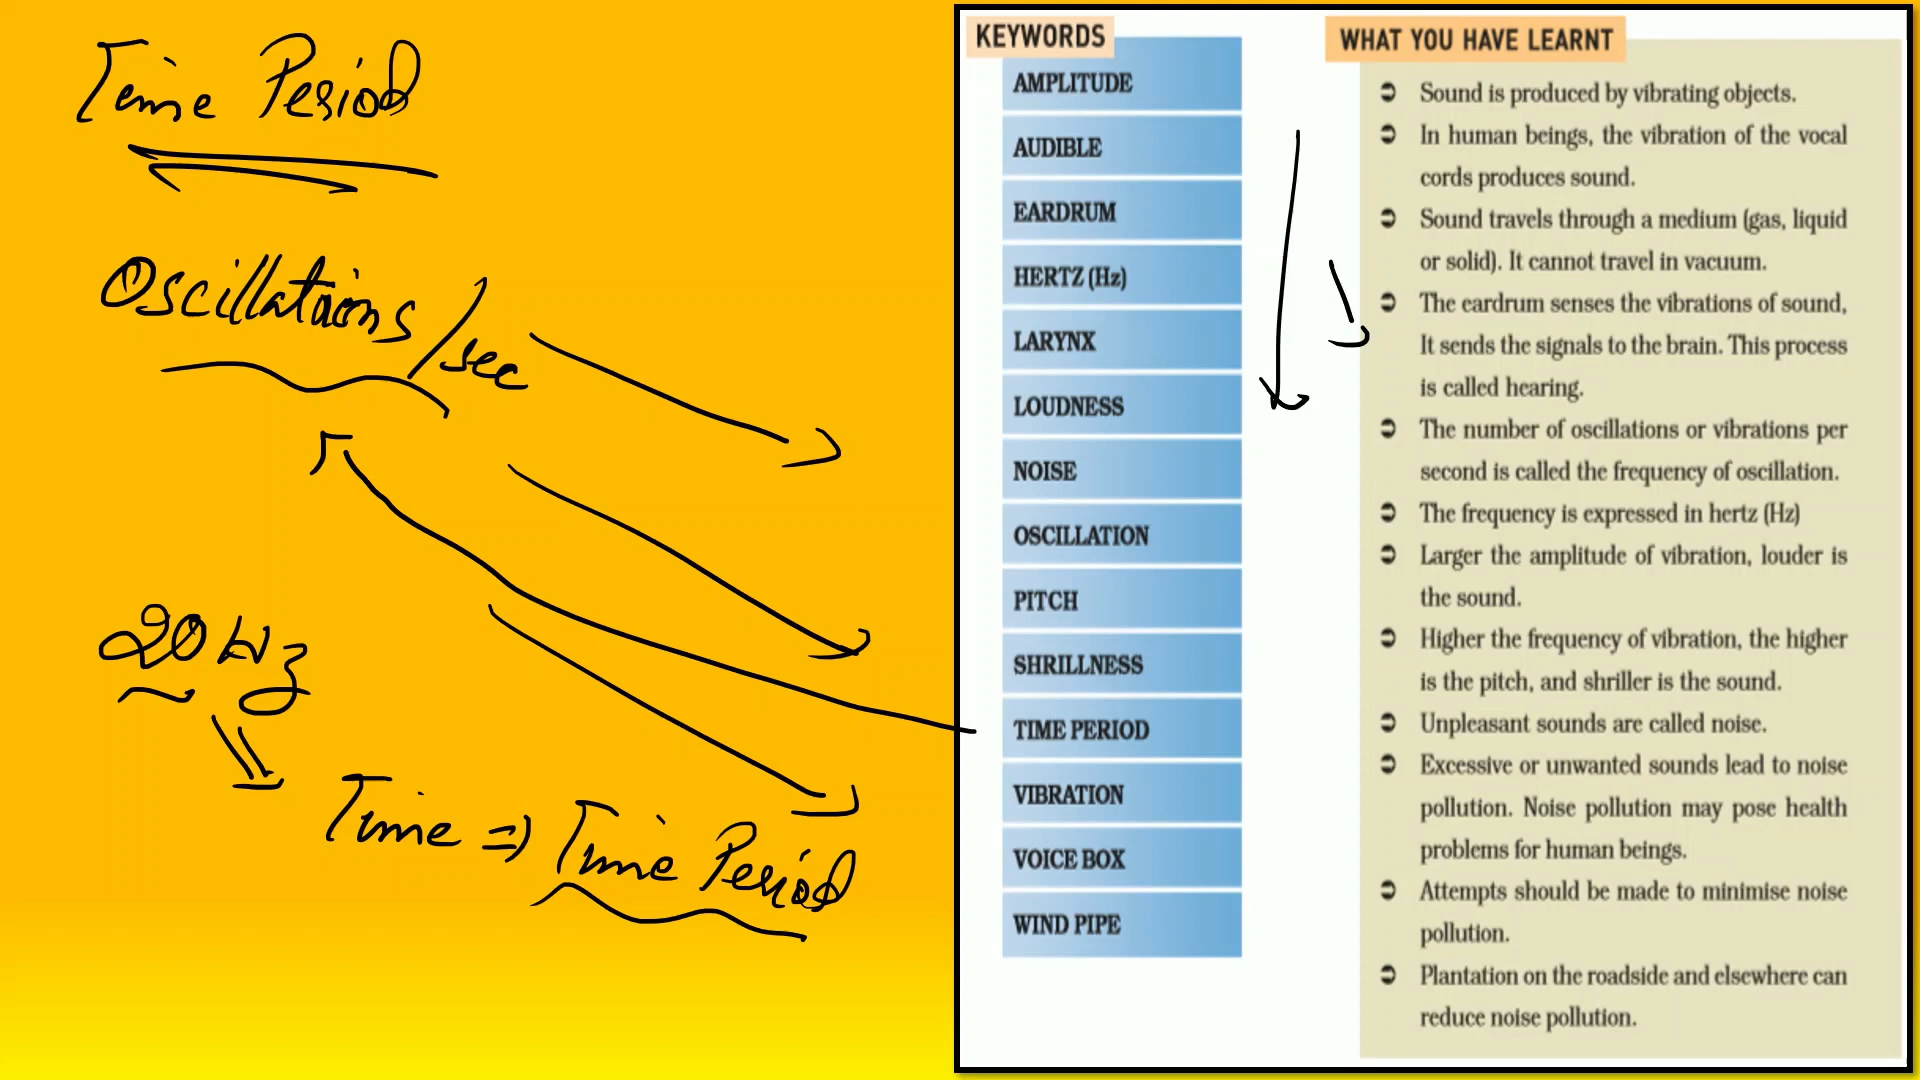 Time Period
Oscillations/sec
20 Hz
Time => Time Period
KEYWORDS
AMPLITUDE
AUDIBLE
EARDRUM
HERTZ (Hz)
LARYNX
LOUDNESS
NOISE
OSCILLATION
PITCH
SHRILLNESS
TIME PERIOD
VIBRATION
VOICE BOX
WIND PIPE
WHAT YOU HAVE LEARNT
➲ Sound is produced by vibrating objects.
➲ In human beings, the vibration of the vocal
cords produces sound.
➲ Sound travels through a medium (gas, liquid
or solid). It cannot travel in vacuum.
➲ The eardrum senses the vibrations of sound,
It sends the signals to the brain. This process
is called hearing.
➲ The number of oscillations or vibrations per
second is called the frequency of oscillation.
➲ The frequency is expressed in hertz (Hz)
➲ Larger the amplitude of vibration, louder is
the sound.
➲ Higher the frequency of vibration, the higher
is the pitch, and shriller is the sound.
➲ Unpleasant sounds are called noise.
➲ Excessive or unwanted sounds lead to noise
pollution. Noise pollution may pose health
problems for human beings.
➲ Attempts should be made to minimise noise
pollution.
➲ Plantation on the roadside and elsewhere can
reduce noise pollution.